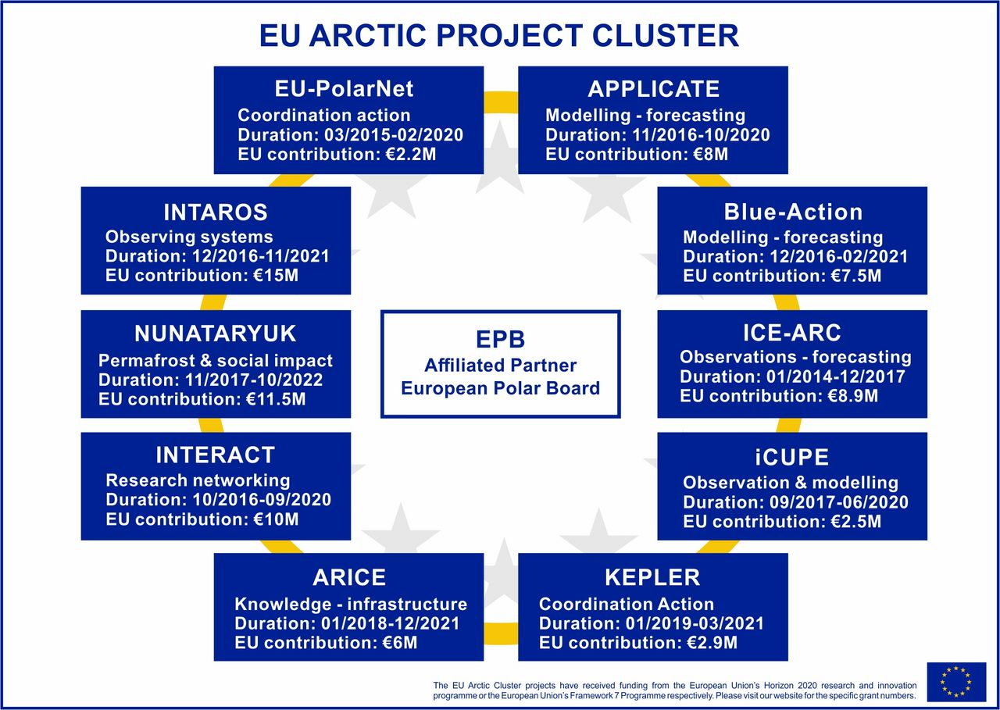 EU ARCTIC PROJECT CLUSTER
EU-PolarNet
Coordination action
Duration: 03/2015-02/2020
EU contribution: €2.2M
APPLICATE
Modelling - forecasting
Duration: 11/2016-10/2020
EU contribution: €8M
INTAROS
Observing systems
Duration: 12/2016-11/2021
EU contribution: €15M
Blue-Action
Modelling - forecasting
Duration: 12/2016-02/2021
EU contribution: €7.5M
NUNATARYUK
Permafrost & social impact
Duration: 11/2017-10/2022
EU contribution: €11.5M
EPB
Affiliated Partner
European Polar Board
ICE-ARC
Observations - forecasting
Duration: 01/2014-12/2017
EU contribution: €8.9M
INTERACT
Research networking
Duration: 10/2016-09/2020
EU contribution: €10M
iCUPE
Observation & modelling
Duration: 09/2017-06/2020
EU contribution: €2.5M
ARICE
Knowledge - infrastructure
Duration: 01/2018-12/2021
EU contribution: €6M
KEPLER
Coordination Action
Duration: 01/2019-03/2021
EU contribution: €2.9M
The EU Arctic Cluster projects have received funding from the European Union's Horizon 2020 research and innovation
programme or the European Union's Framework 7 Programme respectively. Please visit our website for the specific grant numbers.